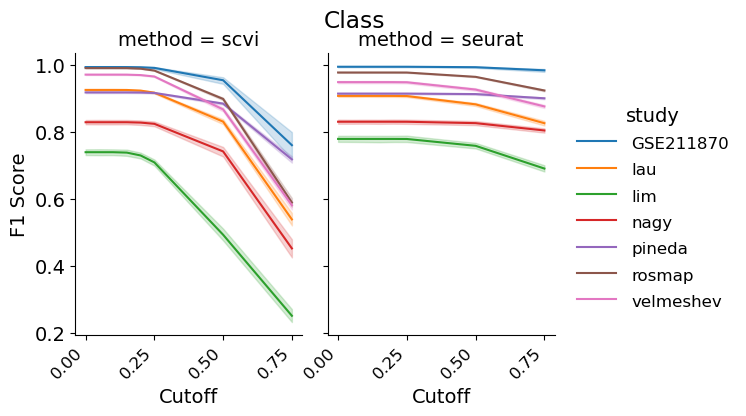 Class
method = scvi
method = seurat
F1 Score
1.0
0.8
0.6
0.4
0.2
0.00
0.25
0.50
0.75
0.00
0.25
0.50
0.75
Cutoff
Cutoff
study
GSE211870
lau
lim
nagy
pineda
rosmap
velmeshev